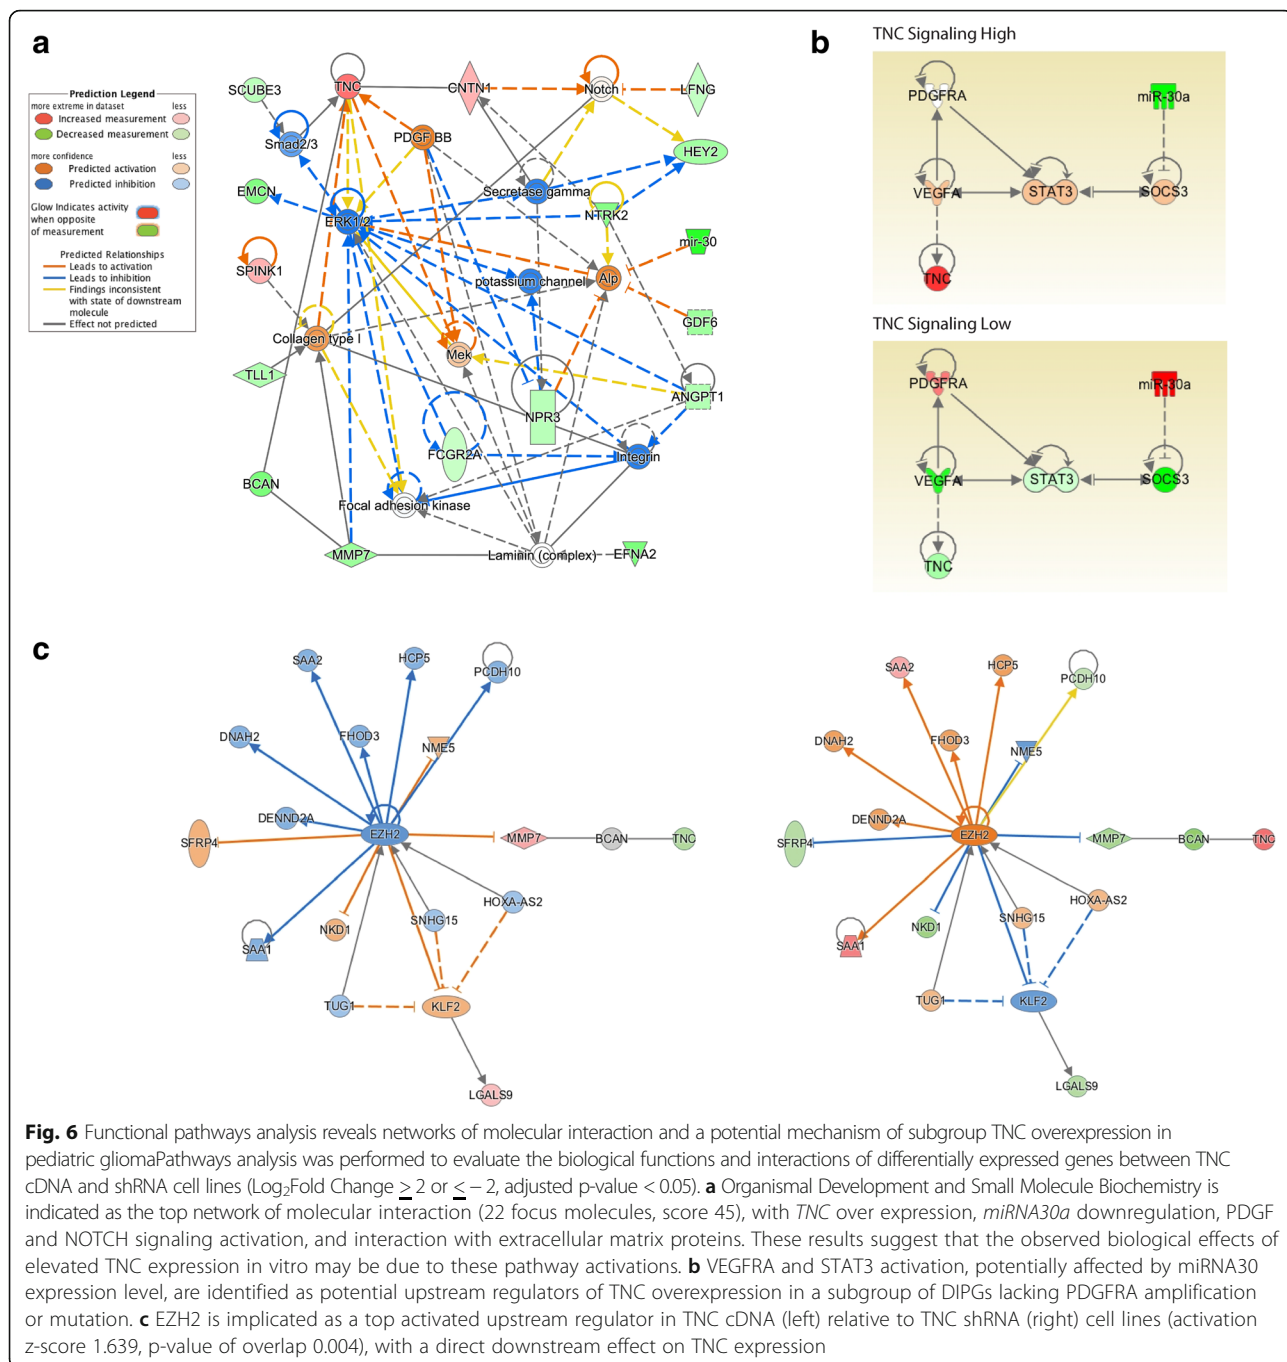 a
Prediction Legend
more extreme in dataset less
Increased measurement
Decreased measurement
more confidence less
Predicted activation
Predicted inhibition
Glow Indicates activity
when opposite
of measurement
Predicted Relationships
Leads to activation
Leads to inhibition
Findings inconsistent
with state of downstream
molecule
Effect not predicted
SCUBE3
TNC
CNTN1
Notch
LFNG
Smad2/3
PDGF BB
HEY2
EMCN
Secretase gamma
ERK1/2
NTRK2
mir-30
SPINK1
potassium channel
Alp
GDF6
Collagen type I
Mek
TLL1
ANGPT1
NPR3
FCGR2A
Integrin
BCAN
Focal adhesion kinase
MMP7
Laminin (complex)
EFNA2
b
TNC Signaling High
PDGFRA
miR-30a
VEGFA
STAT3
SOCS3
TNC
TNC Signaling Low
PDGFRA
miR-30a
VEGFA
STAT3
SOCS3
TNC
c
SAA2
HCP5
PCDH10
DNAH2
FHOD3
NME5
DENND2A
EZH2
SFRP4
MMP7
BCAN
TNC
HOXA-AS2
SNHG15
NKD1
SAA1
TUG1
KLF2
LGALS9
SAA2
HCP5
PCDH10
DNAH2
FHOD3
NME5
DENND2A
EZH2
SFRP4
MMP7
BCAN
TNC
HOXA-AS2
SNHG15
NKD1
SAA1
TUG1
KLF2
LGALS9
Fig. 6 Functional pathways analysis reveals networks of molecular interaction and a potential mechanism of subgroup TNC overexpression in
pediatric gliomaPathways analysis was performed to evaluate the biological functions and interactions of differentially expressed genes between TNC
cDNA and shRNA cell lines (Log₂Fold Change ≥ 2 or ≤ − 2, adjusted p-value < 0.05). a Organismal Development and Small Molecule Biochemistry is
indicated as the top network of molecular interaction (22 focus molecules, score 45), with TNC over expression, miRNA30a downregulation, PDGF
and NOTCH signaling activation, and interaction with extracellular matrix proteins. These results suggest that the observed biological effects of
elevated TNC expression in vitro may be due to these pathway activations. b VEGFRA and STAT3 activation, potentially affected by miRNA30
expression level, are identified as potential upstream regulators of TNC overexpression in a subgroup of DIPGs lacking PDGFRA amplification
or mutation. c EZH2 is implicated as a top activated upstream regulator in TNC cDNA (left) relative to TNC shRNA (right) cell lines (activation
z-score 1.639, p-value of overlap 0.004), with a direct downstream effect on TNC expression